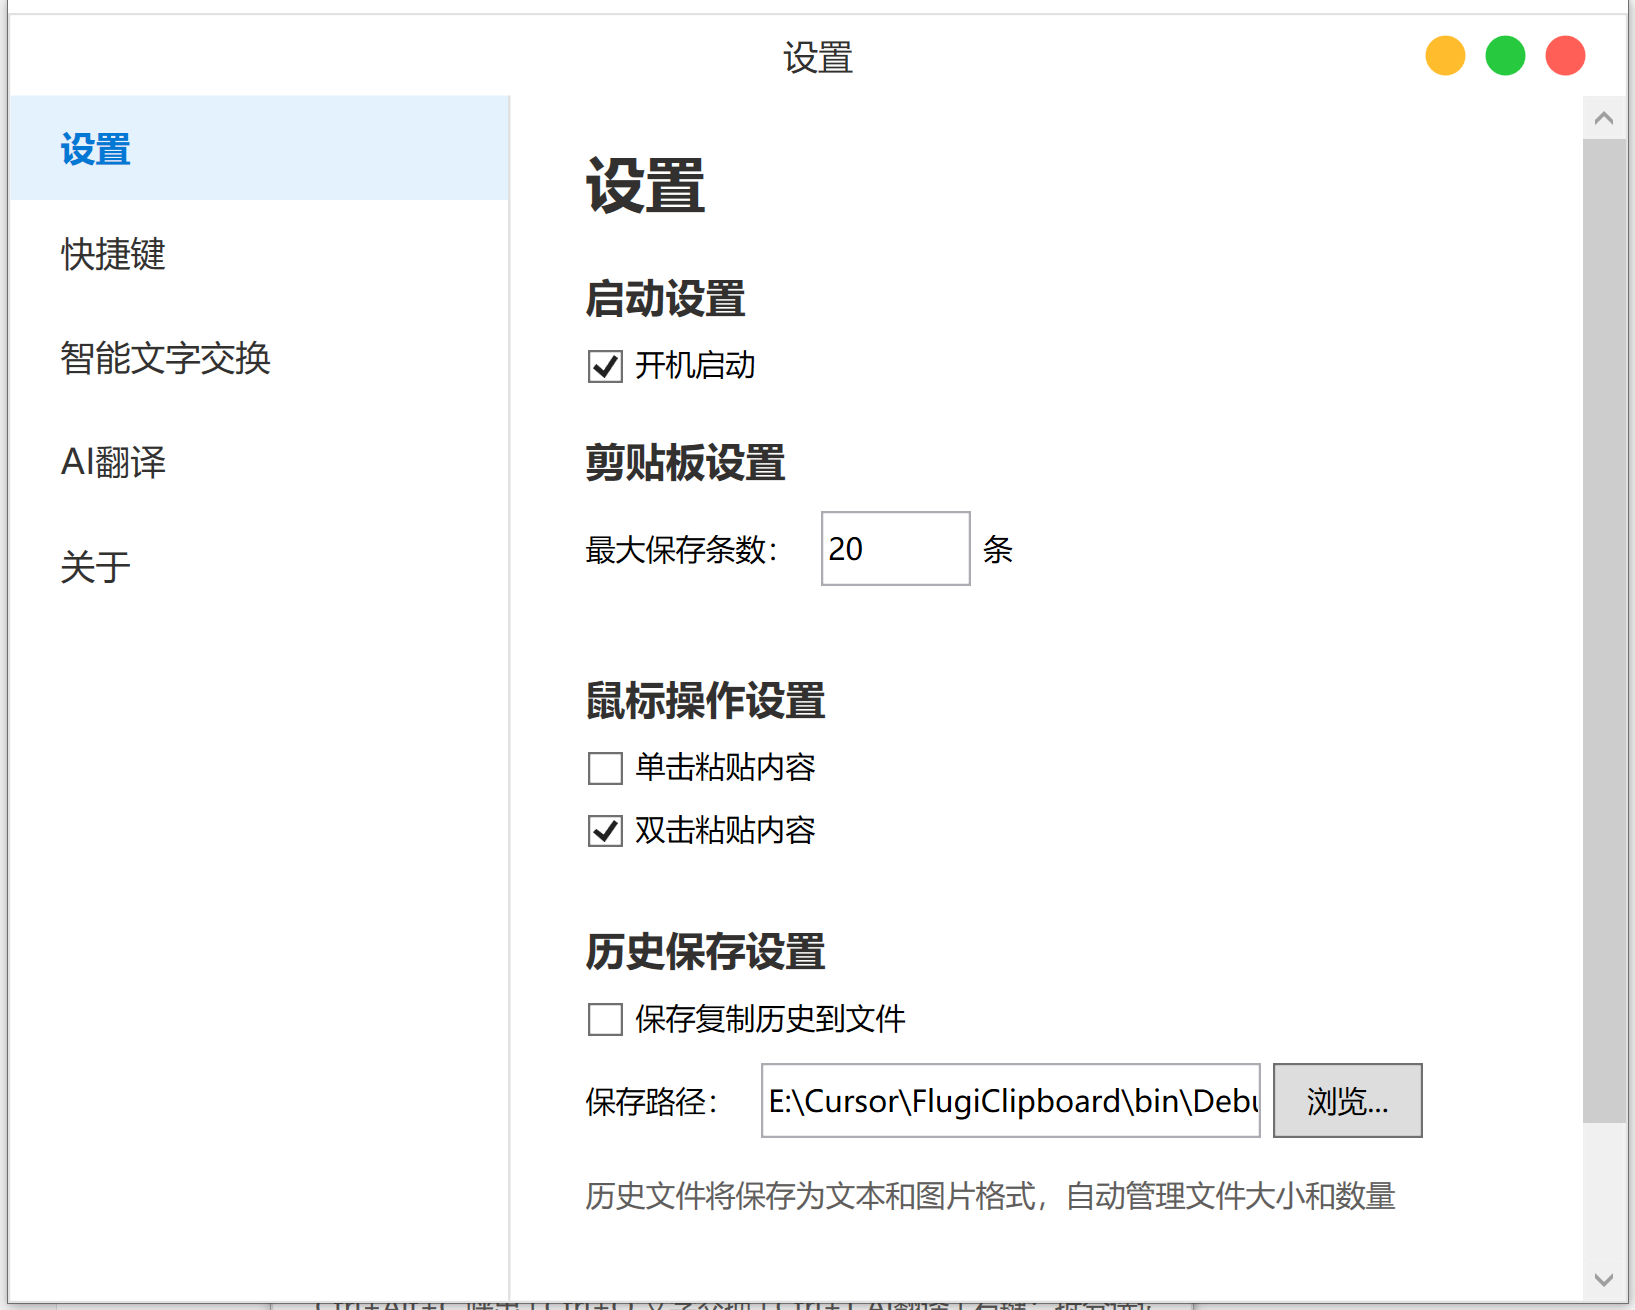 设置
设置
快捷键
智能文字交换
AI翻译
关于
设置
启动设置
开机启动
剪贴板设置
最大保存条数： 20 条
鼠标操作设置
单击粘贴内容
双击粘贴内容
历史保存设置
保存复制历史到文件
保存路径： E:\Cursor\FlugiClipboard\bin\Debu 浏览...
历史文件将保存为文本和图片格式，自动管理文件大小和数量